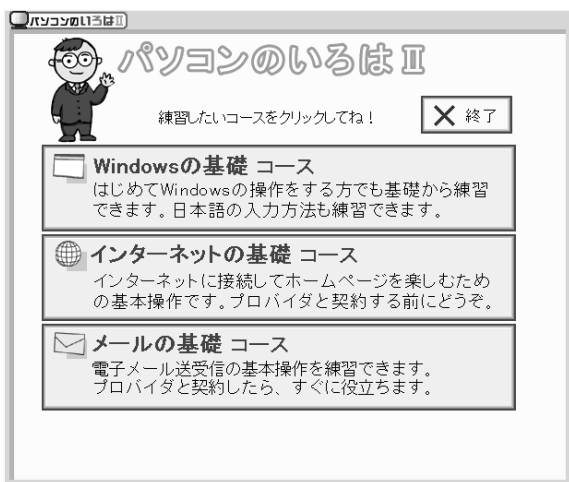 パソコンのいろはⅡ
パソコンのいろはⅡ
練習したいコースをクリックしてね！
✕ 終了
Windowsの基礎 コース
はじめてWindowsの操作をする方でも基礎から練習
できます。日本語の入力方法も練習できます。
インターネットの基礎 コース
インターネットに接続してホームページを楽しむため
の基本操作です。プロバイダと契約する前にどうぞ。
メールの基礎 コース
電子メール送受信の基本操作を練習できます。
プロバイダと契約したら、すぐに役立ちます。